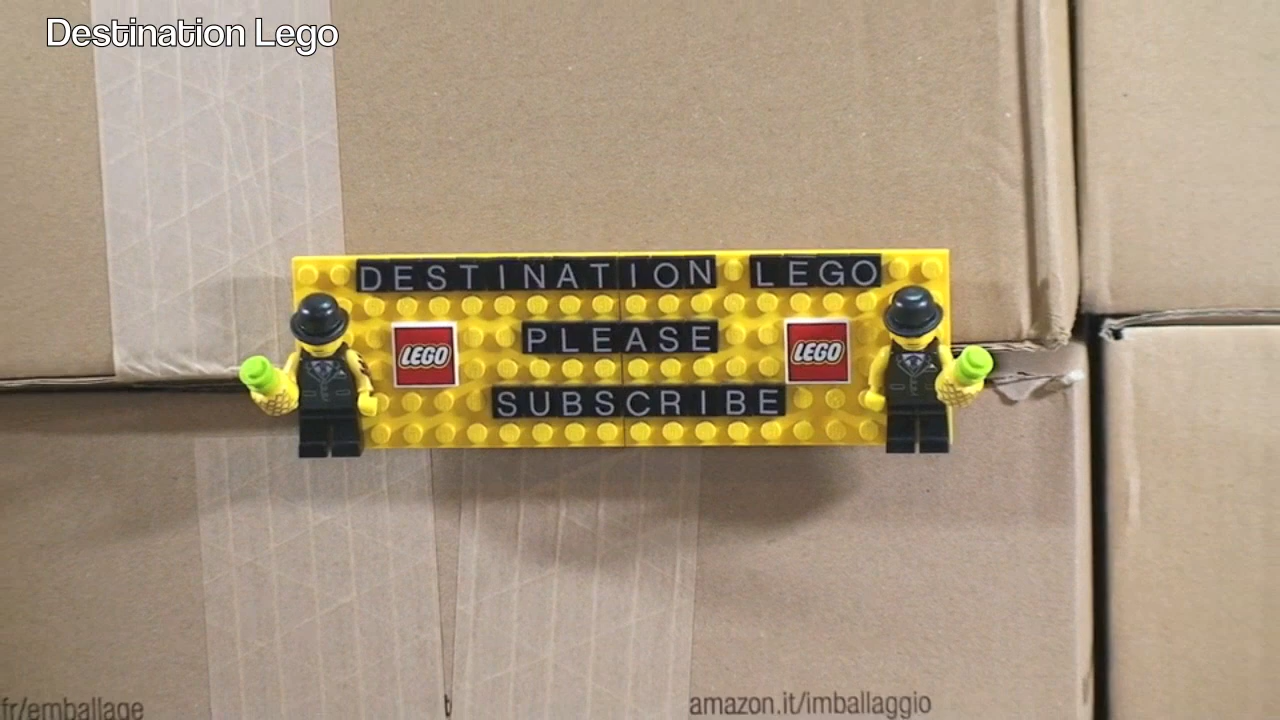 Destination Lego
DESTINATION LEGO
LEGO
PLEASE
LEGO
SUBSCRIBE
fr/emballage
t
amazon.it/imballaggio